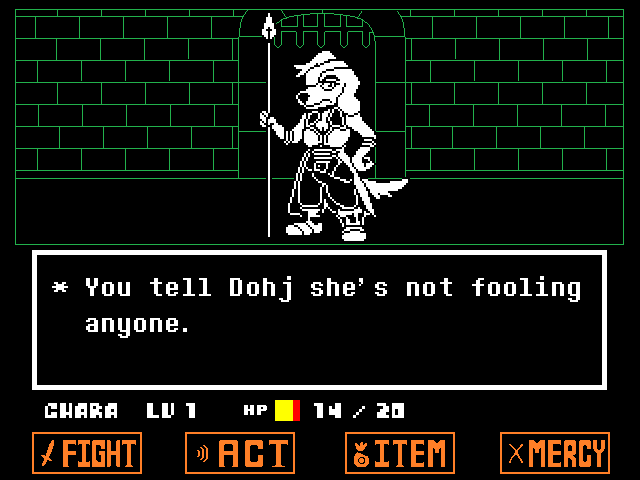 * You tell Dohj she's not fooling
anyone.
CHARA LV 1 HP 14 / 20
FIGHT ACT ITEM MERCY